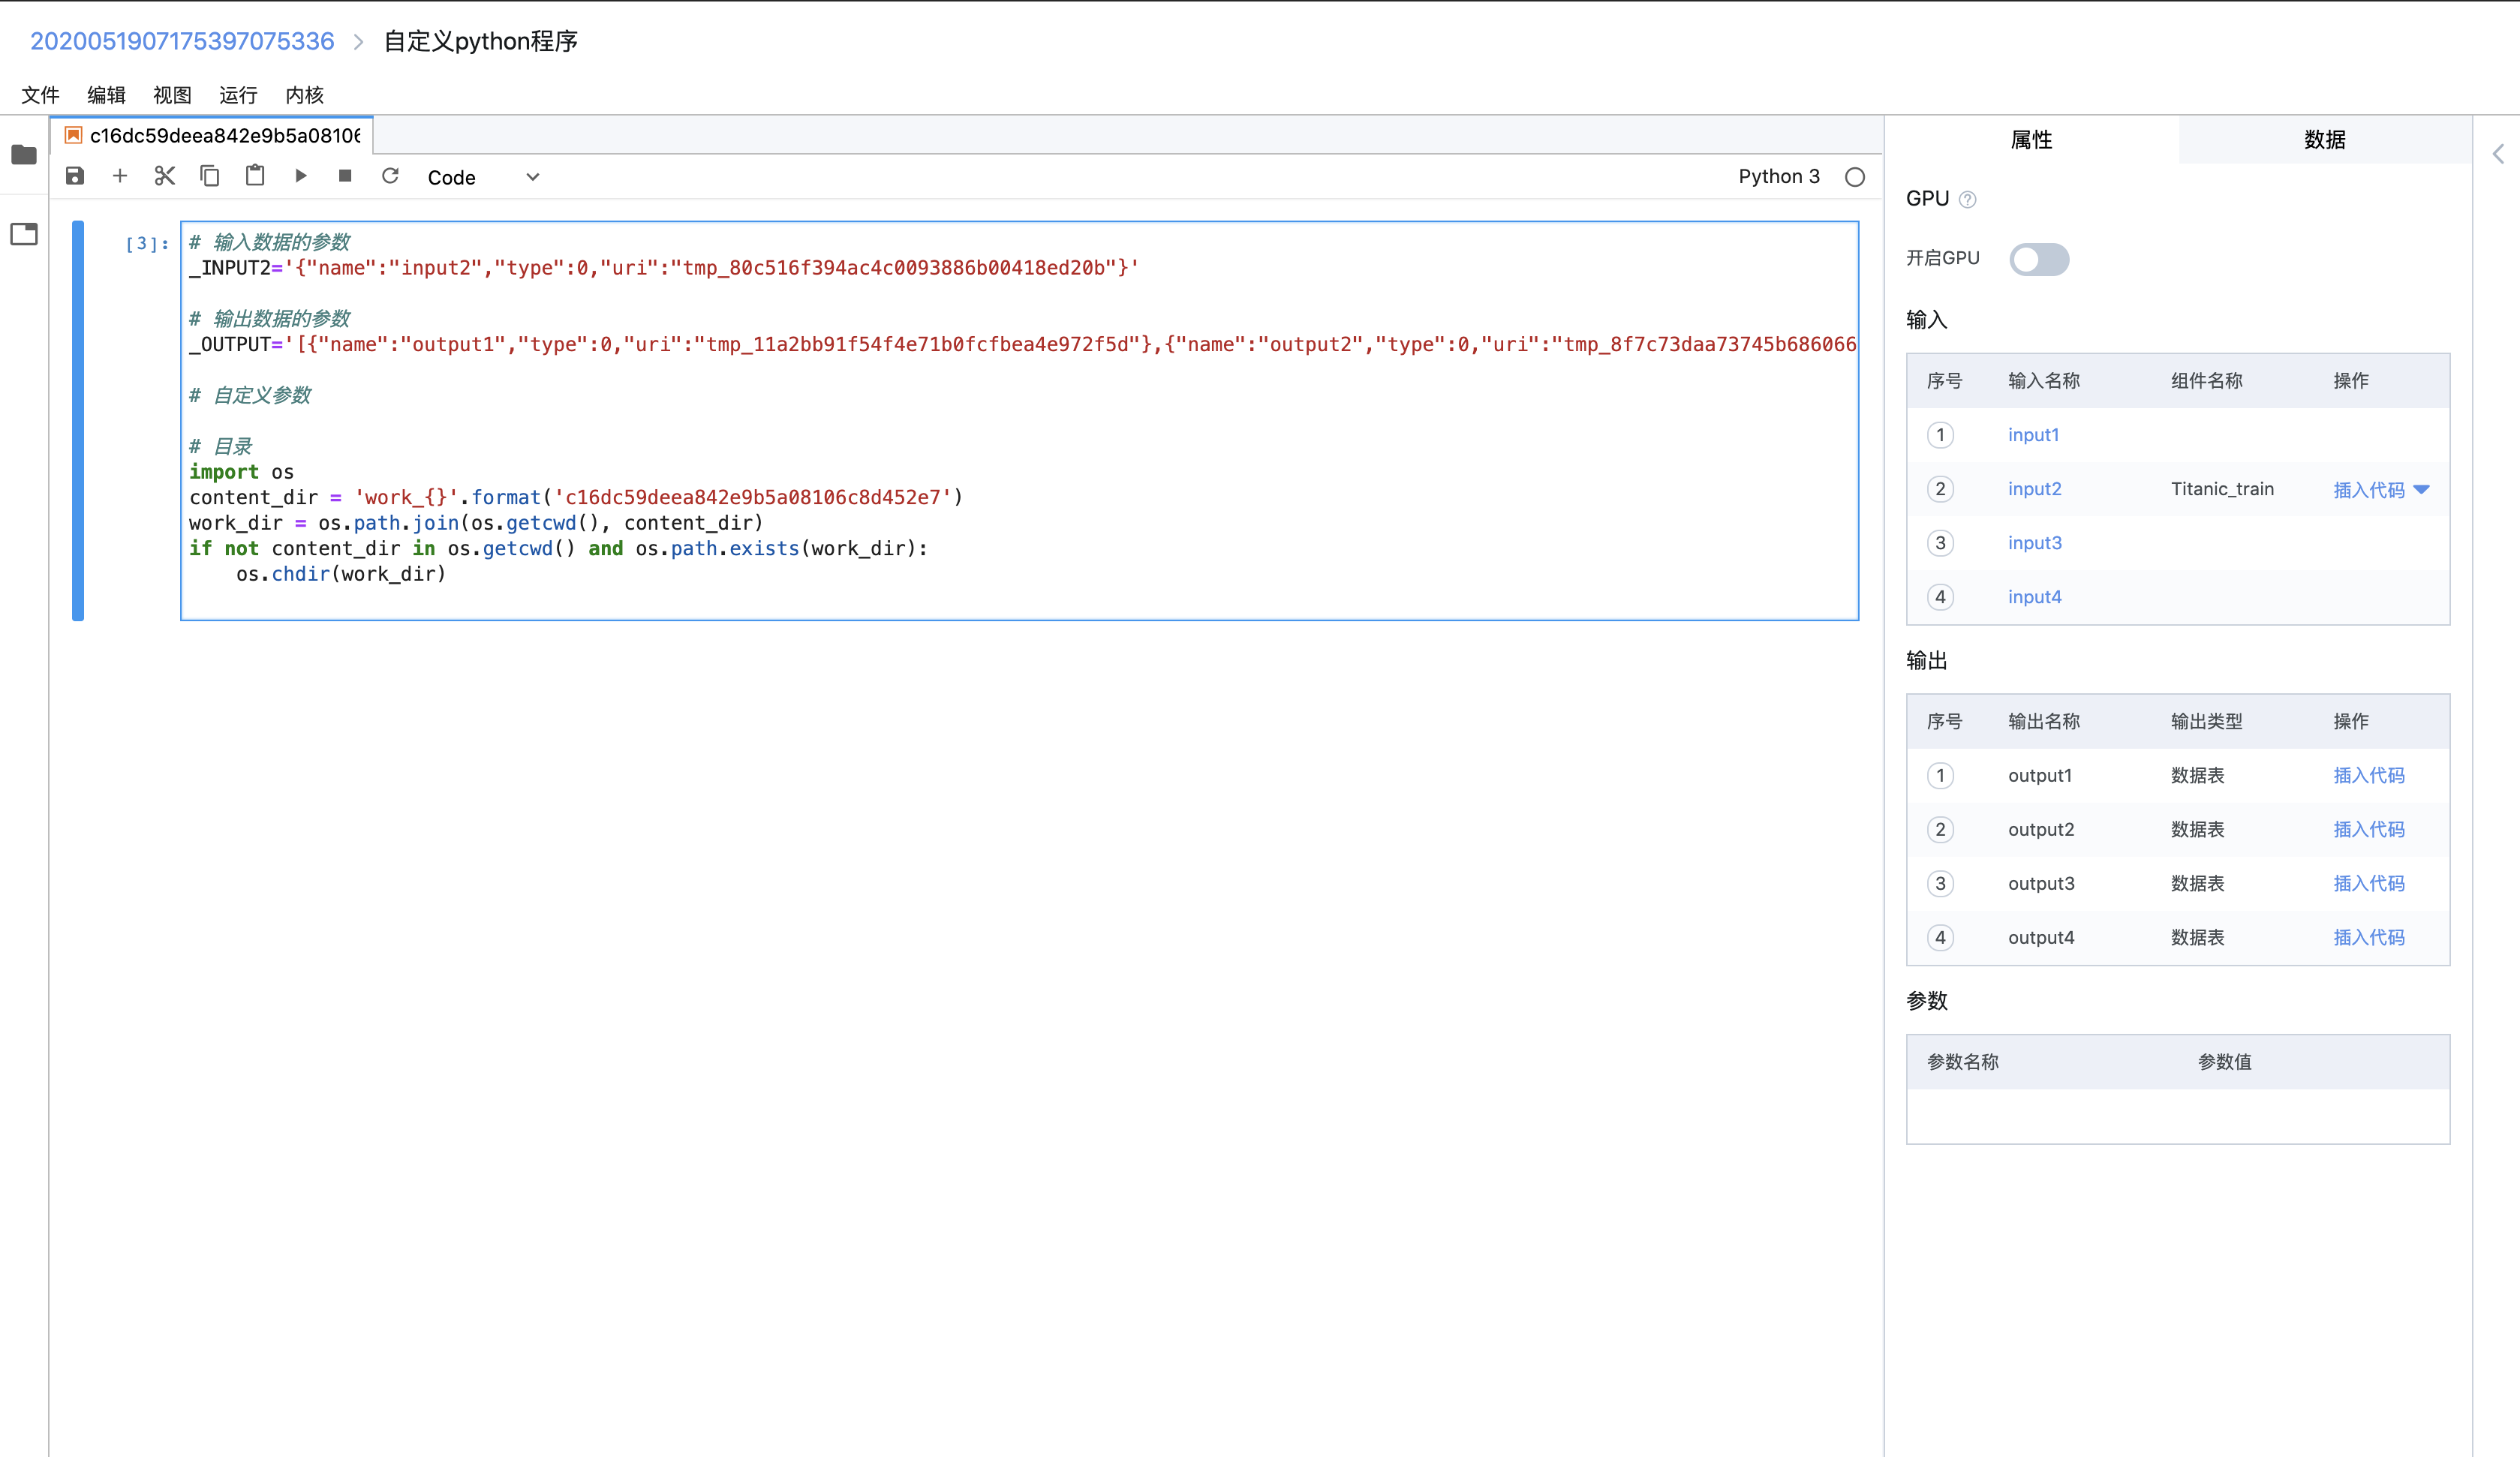 2020051907175397075336 > 自定义python程序
文件 编辑 视图 运行 内核
c16dc59deea842e9b5a08106
Code
Python 3
[3]:
# 输入数据的参数
_INPUT2='{"name":"input2","type":0,"uri":"tmp_80c516f394ac4c0093886b00418ed20b"}'
# 输出数据的参数
_OUTPUT='[{"name":"output1","type":0,"uri":"tmp_11a2bb91f54f4e71b0fcfbea4e972f5d"},{"name":"output2","type":0,"uri":"tmp_8f7c73daa73745b686066
# 自定义参数
# 目录
import os
content_dir = 'work_{}'.format('c16dc59deea842e9b5a08106c8d452e7')
work_dir = os.path.join(os.getcwd(), content_dir)
if not content_dir in os.getcwd() and os.path.exists(work_dir):
    os.chdir(work_dir)
属性 数据
GPU ?
开启GPU
输入
序号 输入名称 组件名称 操作
1 input1
2 input2 Titanic_train 插入代码
3 input3
4 input4
输出
序号 输出名称 输出类型 操作
1 output1 数据表 插入代码
2 output2 数据表 插入代码
3 output3 数据表 插入代码
4 output4 数据表 插入代码
参数
参数名称 参数值